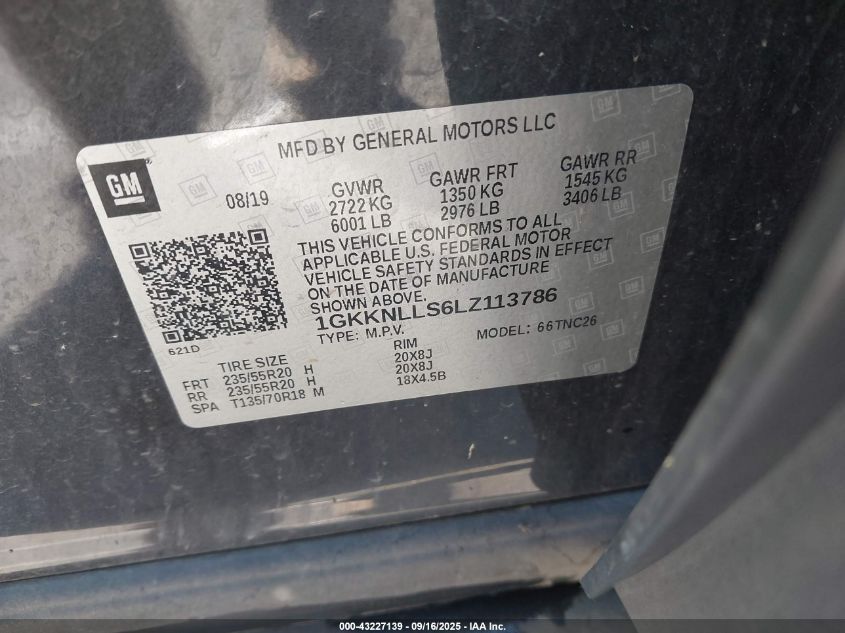 MFD BY GENERAL MOTORS LLC
GM
08/19
GVWR GAWR FRT GAWR RR
2722 KG 1350 KG 1545 KG
6001 LB 2976 LB 3406 LB
THIS VEHICLE CONFORMS TO ALL
APPLICABLE U.S. FEDERAL MOTOR
VEHICLE SAFETY STANDARDS IN EFFECT
ON THE DATE OF MANUFACTURE
SHOWN ABOVE.
1GKKNLLS6LZ113786
TYPE: M.P.V. MODEL: 66TNC26
621D
TIRE SIZE RIM
FRT 235/55R20 H 20X8J
RR 235/55R20 H 20X8J
SPA T135/70R18 M 18X4.5B
000-43227139 - 09/16/2025 - IAA Inc.